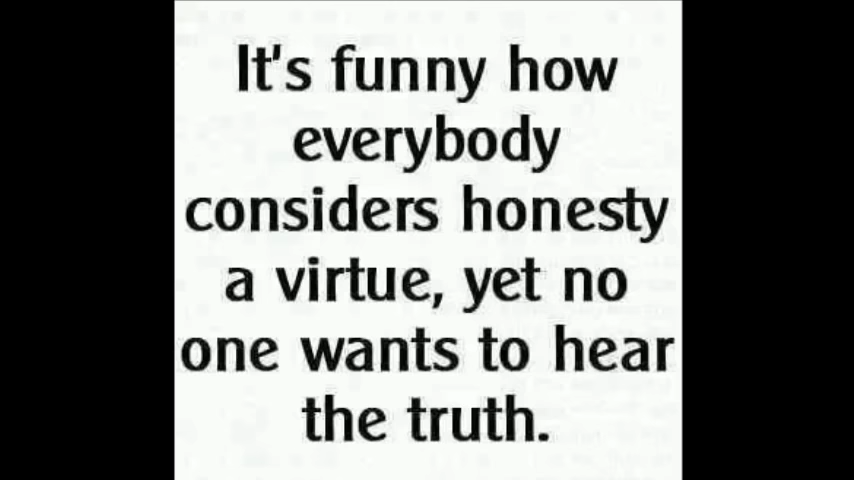 It's funny how
everybody
considers honesty
a virtue, yet no
one wants to hear
the truth.